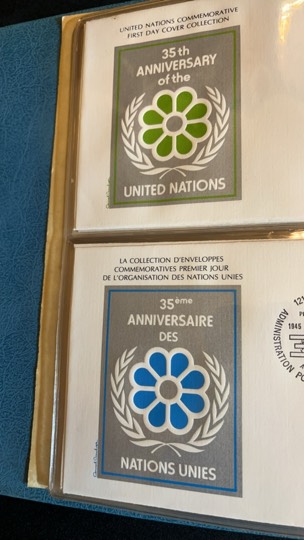 UNITED NATIONS COMMEMORATIVE
FIRST DAY COVER COLLECTION
35th
ANNIVERSARY
of the
UNITED NATIONS
LA COLLECTION D'ENVELOPPES
COMMEMORATIVES PREMIER JOUR
DE L'ORGANISATION DES NATIONS UNIES
35ème
ANNIVERSAIRE
DES
NATIONS UNIES
1945
ADMINISTRATION